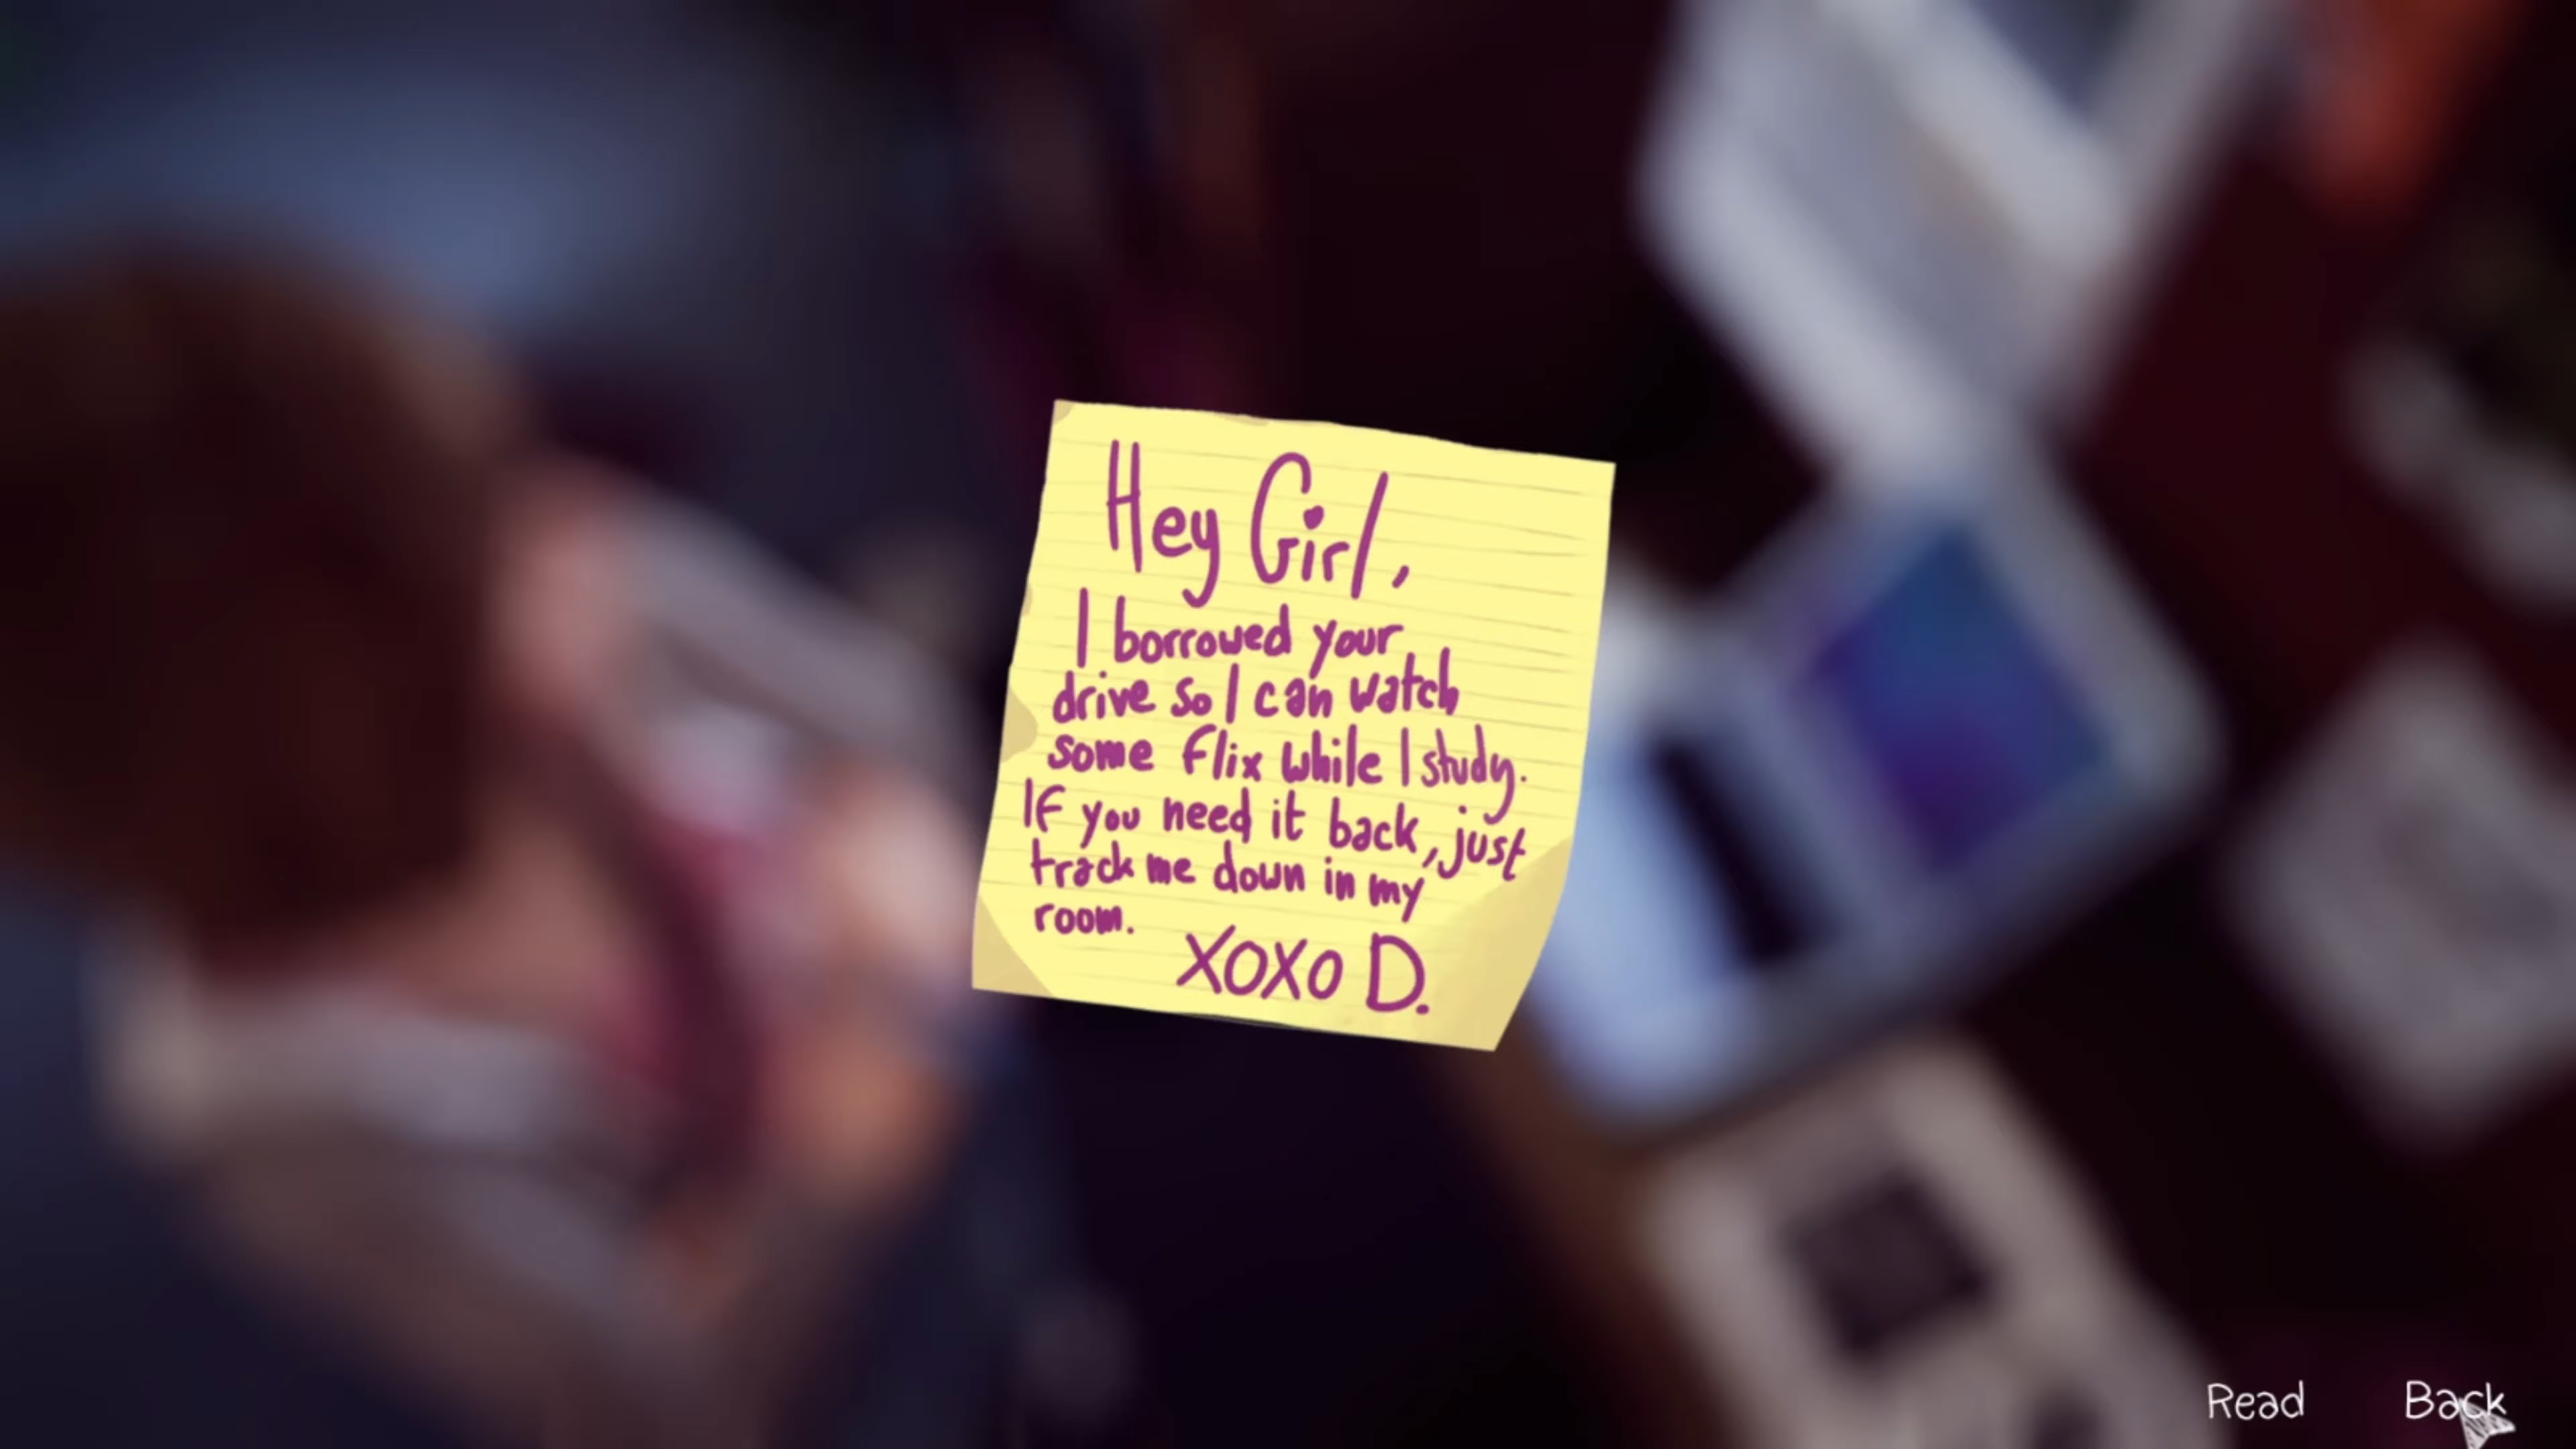 Hey Girl,
I borrowed your
drive so I can watch
some Flix while I study.
If you need it back, just
track me down in my
room.
XOXO D.
Read Back